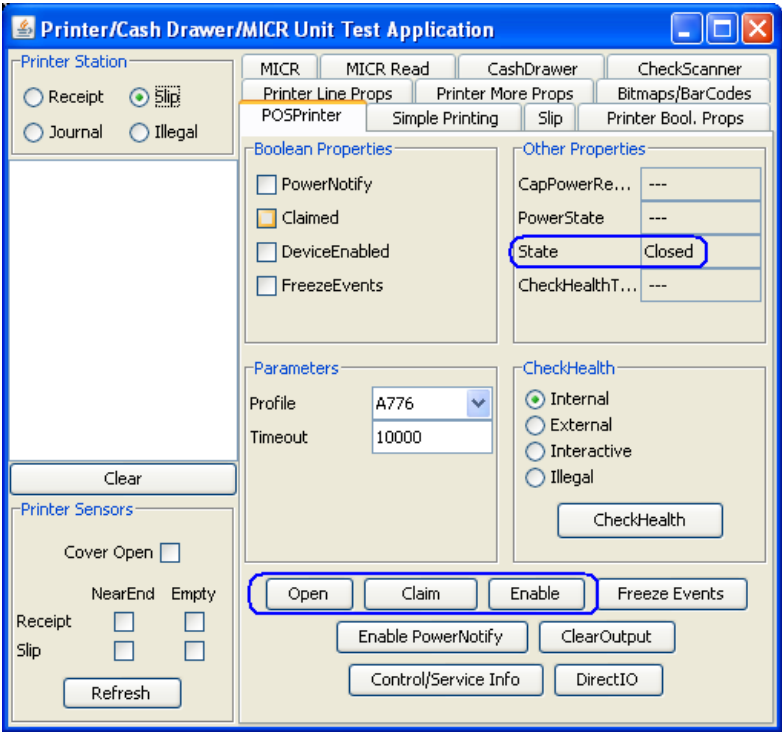 Printer/Cash Drawer/MICR Unit Test Application
Printer Station
Receipt Slip
Journal Illegal
Clear
Printer Sensors
Cover Open
NearEnd Empty
Receipt
Slip
Refresh
MICR MICR Read CashDrawer CheckScanner
Printer Line Props Printer More Props Bitmaps/BarCodes
POSPrinter Simple Printing Slip Printer Bool. Props
Boolean Properties
PowerNotify
Claimed
DeviceEnabled
FreezeEvents
Other Properties
CapPowerRe... ---
PowerState ---
State Closed
CheckHealthT... ---
Parameters
Profile A776
Timeout 10000
CheckHealth
Internal
External
Interactive
Illegal
CheckHealth
Open Claim Enable Freeze Events
Enable PowerNotify ClearOutput
Control/Service Info DirectIO